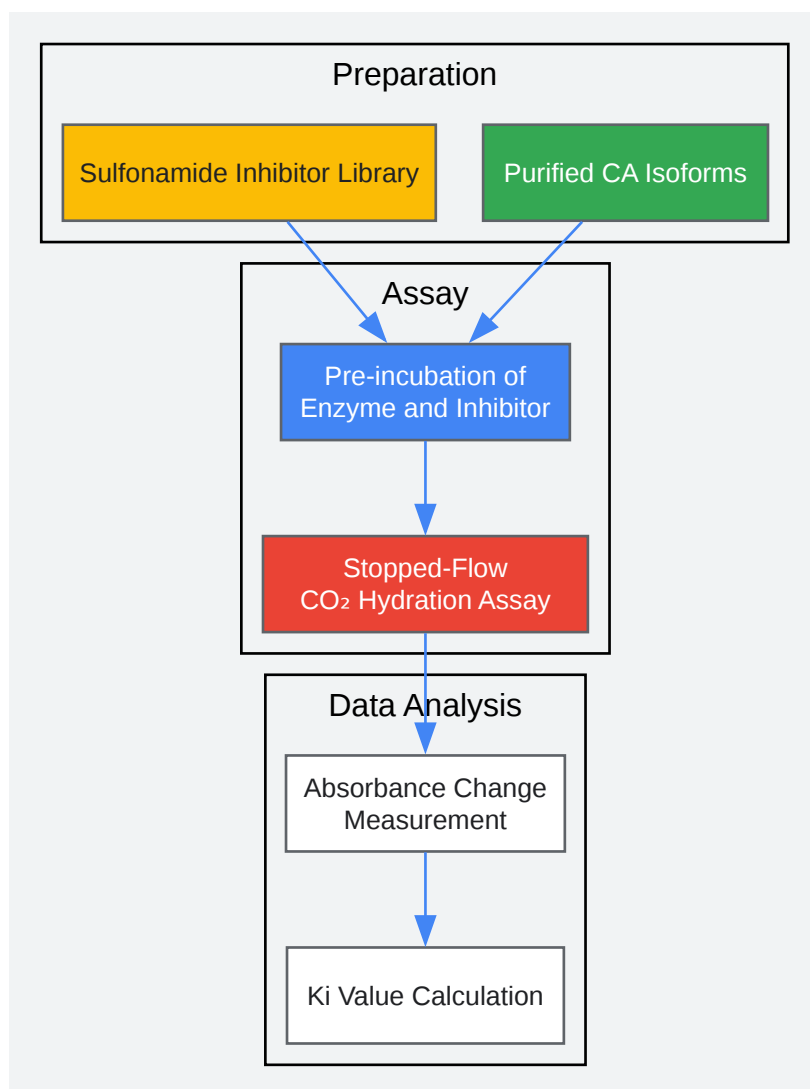 Preparation
Sulfonamide Inhibitor Library
Purified CA Isoforms
Assay
Pre-incubation of
Enzyme and Inhibitor
Stopped-Flow
CO₂ Hydration Assay
Data Analysis
Absorbance Change
Measurement
Ki Value Calculation